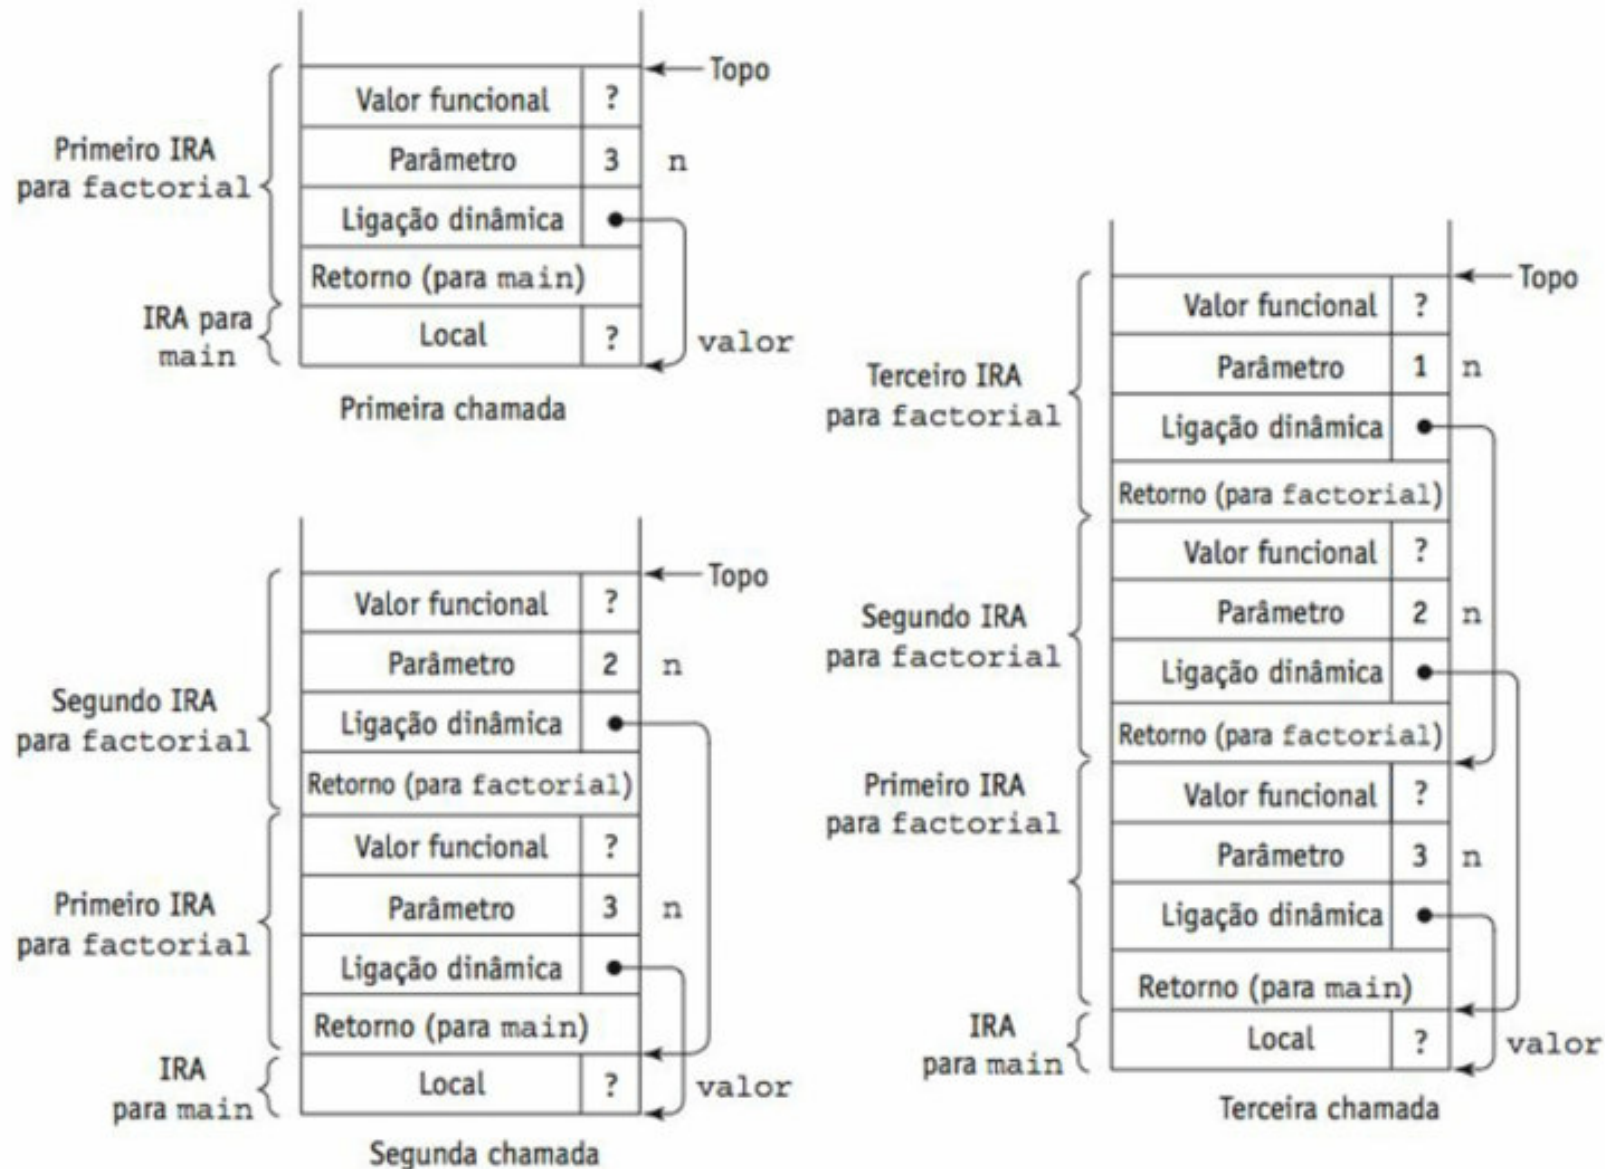 Topo
Valor funcional ?
Primeiro IRA
para factorial
Parâmetro 3 n
Ligação dinâmica
Retorno (para main)
IRA para
main
Local ? valor
Primeira chamada
Topo
Valor funcional ?
Parâmetro 2 n
Segundo IRA
para factorial
Ligação dinâmica
Retorno (para factorial)
Valor funcional ?
Primeiro IRA
para factorial
Parâmetro 3 n
Ligação dinâmica
Retorno (para main)
IRA
para main
Local ? valor
Segunda chamada
Topo
Valor funcional ?
Terceiro IRA
para factorial
Parâmetro 1 n
Ligação dinâmica
Retorno (para factorial)
Valor funcional ?
Segundo IRA
para factorial
Parâmetro 2 n
Ligação dinâmica
Retorno (para factorial)
Primeiro IRA
para factorial
Valor funcional ?
Parâmetro 3 n
Ligação dinâmica
Retorno (para main)
IRA
para main
Local ? valor
Terceira chamada